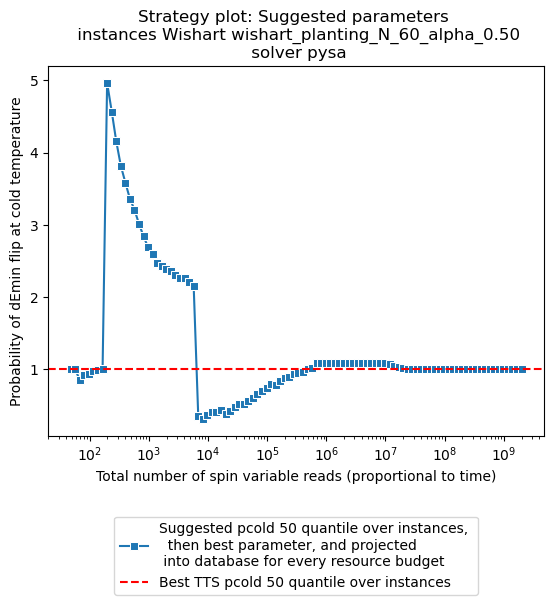 Strategy plot: Suggested parameters
instances Wishart wishart_planting_N_60_alpha_0.50
solver pysa
Probability of dEmin flip at cold temperature
5
4
3
2
1
10^2
10^3
10^4
10^5
10^6
10^7
10^8
10^9
Total number of spin variable reads (proportional to time)
Suggested pcold 50 quantile over instances,
then best parameter, and projected
into database for every resource budget
Best TTS pcold 50 quantile over instances